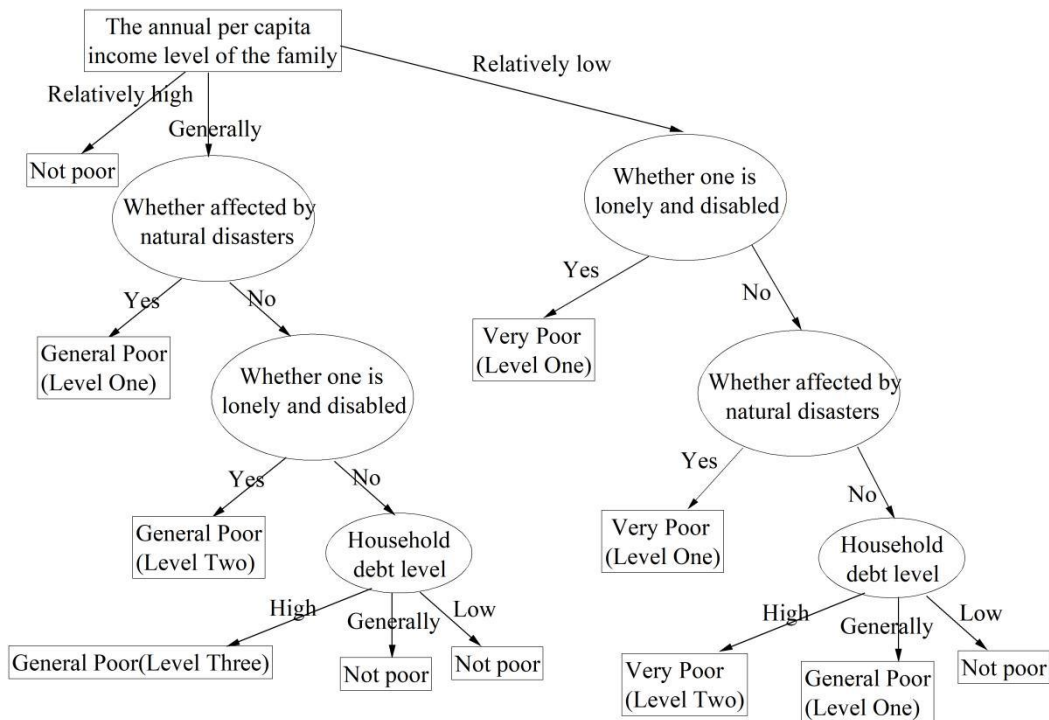 The annual per capita
income level of the family
Relatively high
Generally
Relatively low
Not poor
Whether affected by
natural disasters
Whether one is
lonely and disabled
Yes
No
Yes
No
General Poor
(Level One)
Whether one is
lonely and disabled
Very Poor
(Level One)
Whether affected by
natural disasters
Yes
No
Yes
No
General Poor
(Level Two)
Household
debt level
Very Poor
(Level One)
Household
debt level
High
Generally
Low
High
Generally
Low
General Poor(Level Three)
Not poor
Not poor
Very Poor
(Level Two)
General Poor
(Level One)
Not poor